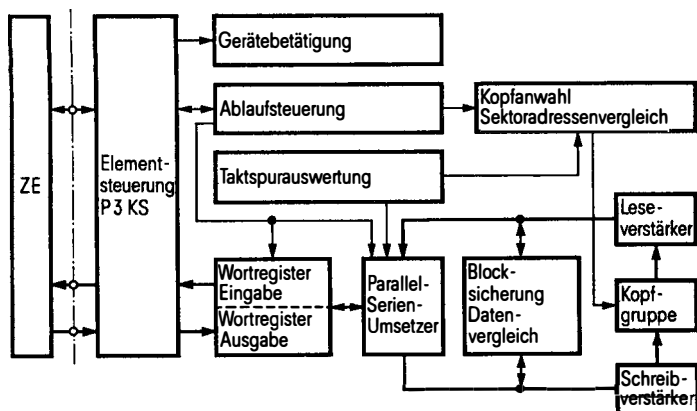 Gerätebetätigung
Ablaufsteuerung
Kopfanwahl
Sektoradressenvergleich
ZE
Element-
steuerung
P3 KS
Taktspurauswertung
Lese-
verstärker
Wortregister
Eingabe
Wortregister
Ausgabe
Parallel-
Serien-
Umsetzer
Block-
sicherung
Daten-
vergleich
Kopf-
gruppe
Schreib-
verstärker